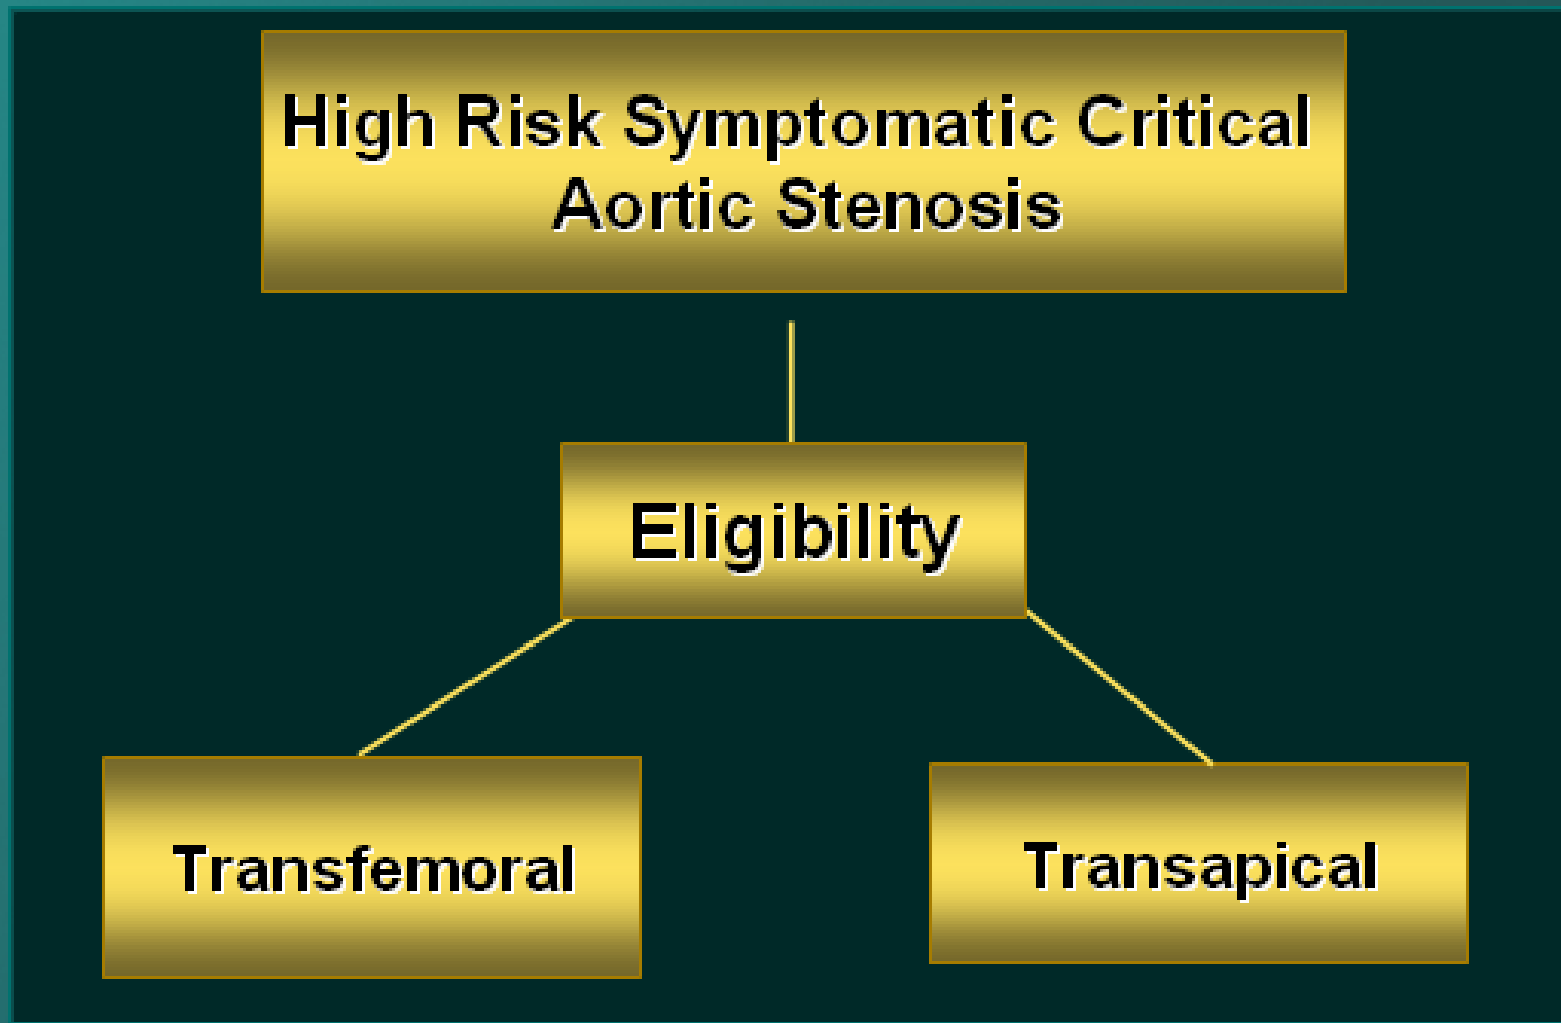 High Risk Symptomatic Critical
Aortic Stenosis
Eligibility
Transfemoral
Transapical